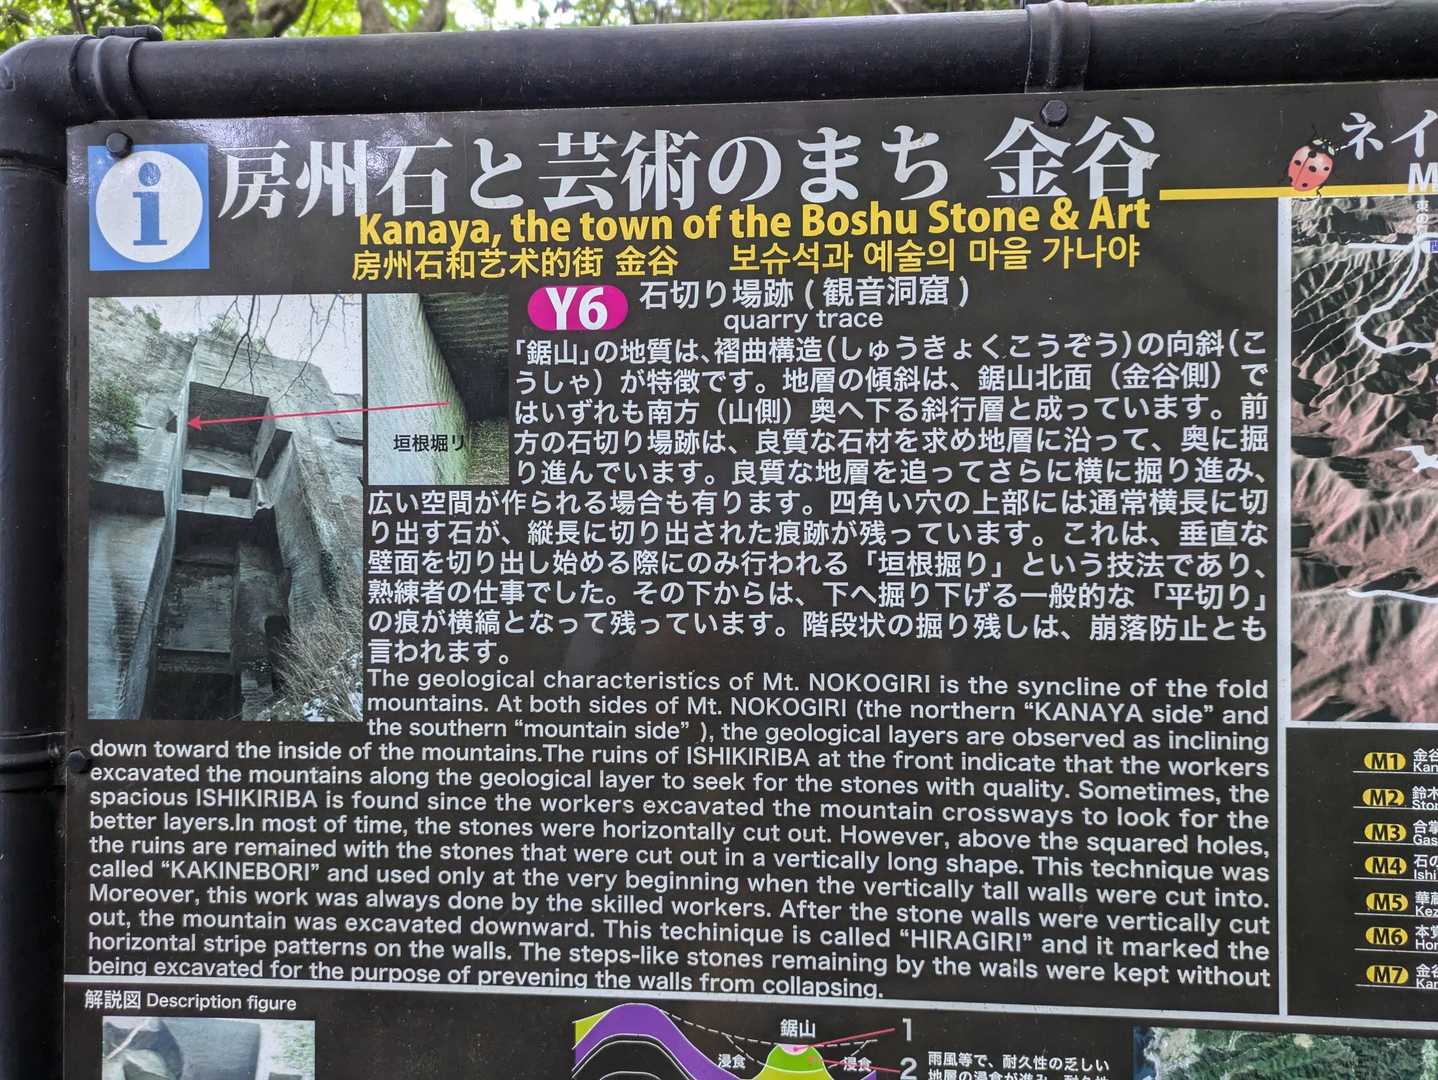 i
房州石と芸術のまち 金谷
Kanaya, the town of the Boshu Stone & Art
房州石和艺术的街 金谷 보슈석과 예술의 마을 가나야
Y6 石切り場跡 ( 観音洞窟 )
quarry trace
「鋸山」の地質は、褶曲構造（しゅうきょくこうぞう）の向斜（こ
うしゃ）が特徴です。地層の傾斜は、鋸山北面（金谷側）で
はいずれも南方（山側）奥へ下る斜行層と成っています。前
方の石切り場跡は、良質な石材を求め地層に沿って、奥に掘
り進んでいます。良質な地層を追ってさらに横に掘り進み、
広い空間が作られる場合も有ります。四角い穴の上部には通常横長に切
り出す石が、縦長に切り出された痕跡が残っています。これは、垂直な
壁面を切り出し始める際にのみ行われる「垣根掘り」という技法であり、
熟練者の仕事でした。その下からは、下へ掘り下げる一般的な「平切り」
の痕が横縞となって残っています。階段状の掘り残しは、崩落防止とも
言われます。
垣根掘リ
The geological characteristics of Mt. NOKOGIRI is the syncline of the fold
mountains. At both sides of Mt. NOKOGIRI (the northern “KANAYA side” and
the southern “mountain side” ), the geological layers are observed as inclining
down toward the inside of the mountains.The ruins of ISHIKIRIBA at the front indicate that the workers
excavated the mountains along the geological layer to seek for the stones with quality. Sometimes, the
spacious ISHIKIRIBA is found since the workers excavated the mountain crossways to look for the
better layers.In most of time, the stones were horizontally cut out. However, above the squared holes,
the ruins are remained with the stones that were cut out in a vertically long shape. This technique was
called “KAKINEBORI” and used only at the very beginning when the vertically tall walls were cut into.
Moreover, this work was always done by the skilled workers. After the stone walls were vertically cut
out, the mountain was excavated downward. This techinique is called “HIRAGIRI” and it marked the
horizontal stripe patterns on the walls. The steps-like stones remaining by the walls were kept without
being excavated for the purpose of prevening the walls from collapsing.
解説図 Description figure
鋸山
浸食
浸食
1
2
雨風等で、耐久性の乏しい
ネイ
M
M1 金谷
Kan
M2 鈴木
Ston
M3 合掌
Gas
M4 石の
Ishi
M5 華蔵
Kez
M6 本覚
Hon
M7 金谷
Kan